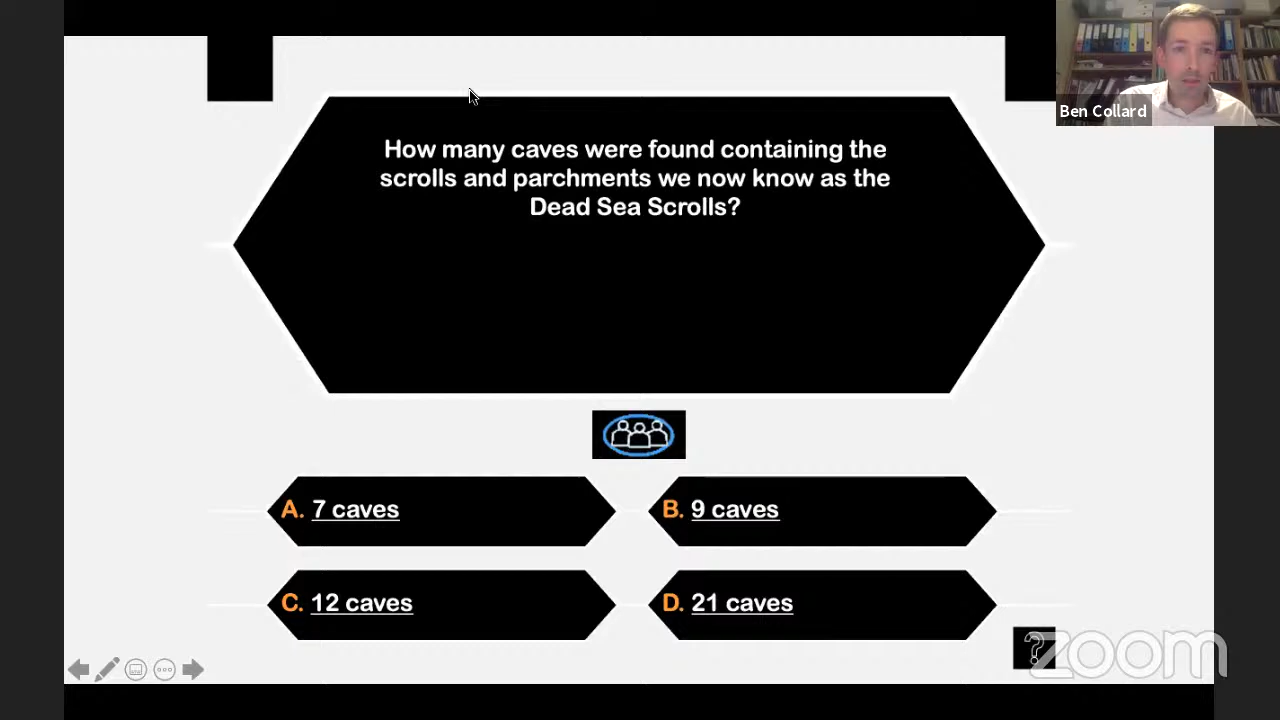 Ben Collard
How many caves were found containing the
scrolls and parchments we now know as the
Dead Sea Scrolls?
A. 7 caves
B. 9 caves
C. 12 caves
D. 21 caves
?
zoom